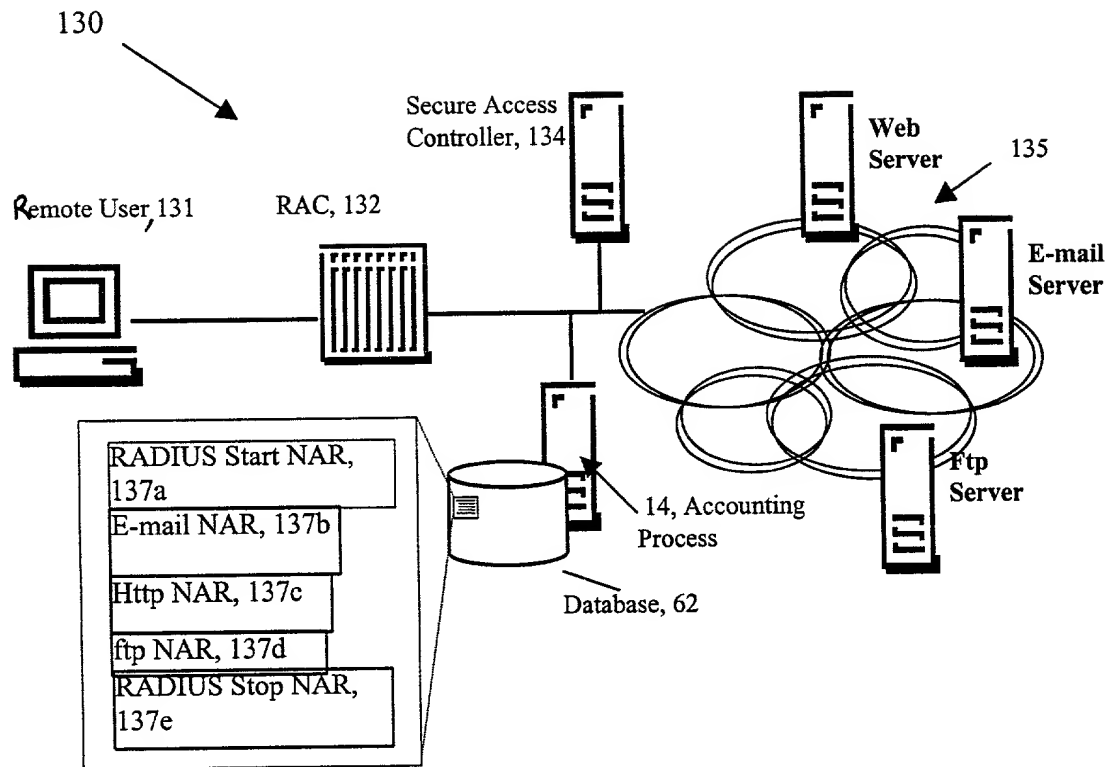 130
Secure Access
Controller, 134
Web
Server
135
Remote User, 131
RAC, 132
E-mail
Server
RADIUS Start NAR,
137a
E-mail NAR, 137b
Http NAR, 137c
ftp NAR, 137d
RADIUS Stop NAR,
137e
14, Accounting
Process
Database, 62
Ftp
Server